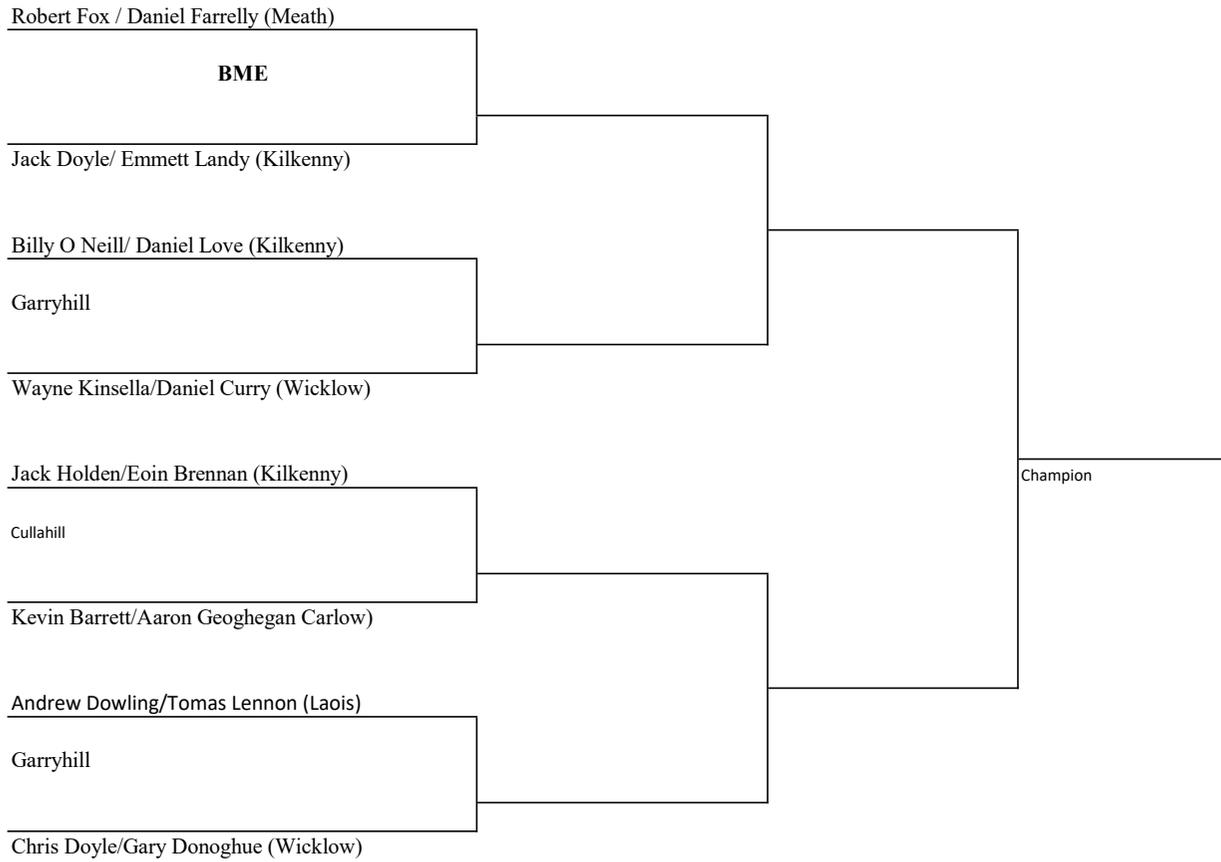 Robert Fox / Daniel Farrelly (Meath)
BME
Jack Doyle/ Emmett Landy (Kilkenny)
Billy O Neill/ Daniel Love (Kilkenny)
Garryhill
Wayne Kinsella/Daniel Curry (Wicklow)
Jack Holden/Eoin Brennan (Kilkenny)
Champion
Cullahill
Kevin Barrett/Aaron Geoghegan Carlow)
Andrew Dowling/Tomas Lennon (Laois)
Garryhill
Chris Doyle/Gary Donoghue (Wicklow)